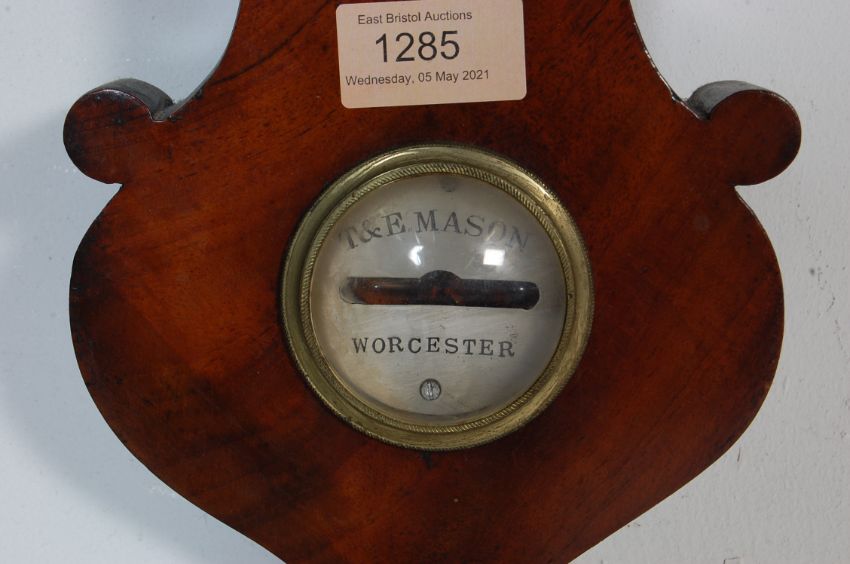 East Bristol Auctions
1285
Wednesday, 05 May 2021
T&E. MASON
WORCESTER